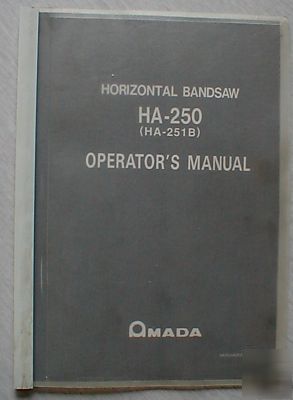 HORIZONTAL BANDSAW
HA-250
(HA-251B)
OPERATOR'S MANUAL
AMADA